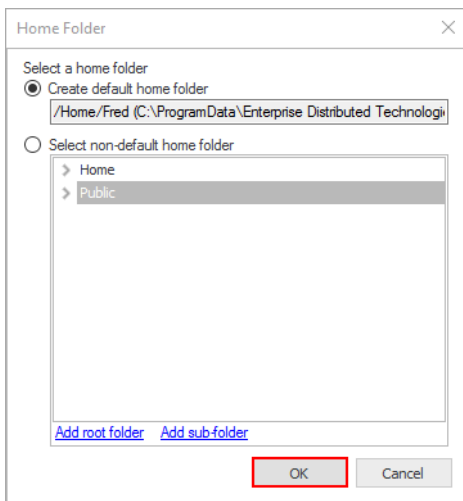 Home Folder
Select a home folder
Create default home folder
/Home/Fred (C:\ProgramData\Enterprise Distributed Technologi
Select non-default home folder
Home
Public
Add root folder Add sub-folder
OK Cancel